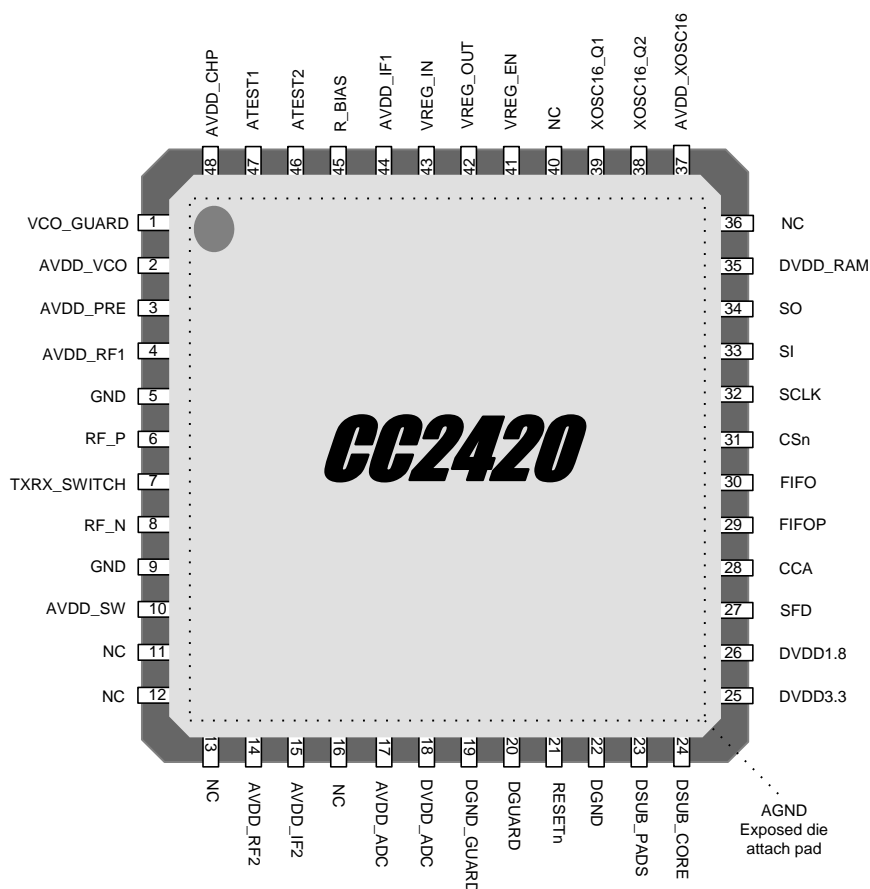 AVDD_CHP
ATEST1
ATEST2
R_BIAS
AVDD_IF1
VREG_IN
VREG_OUT
VREG_EN
NC
XOSC16_Q1
XOSC16_Q2
AVDD_XOSC16
48
47
46
45
44
43
42
41
40
39
38
37
VCO_GUARD 1
AVDD_VCO 2
AVDD_PRE 3
AVDD_RF1 4
GND 5
RF_P 6
TXRX_SWITCH 7
RF_N 8
GND 9
AVDD_SW 10
NC 11
NC 12
CC2420
36 NC
35 DVDD_RAM
34 SO
33 SI
32 SCLK
31 CSn
30 FIFO
29 FIFOP
28 CCA
27 SFD
26 DVDD1.8
25 DVDD3.3
13
14
15
16
17
18
19
20
21
22
23
24
NC
AVDD_RF2
AVDD_IF2
NC
AVDD_ADC
DVDD_ADC
DGND_GUARD
DGUARD
RESETn
DGND
DSUB_PADS
DSUB_CORE
AGND
Exposed die
attach pad